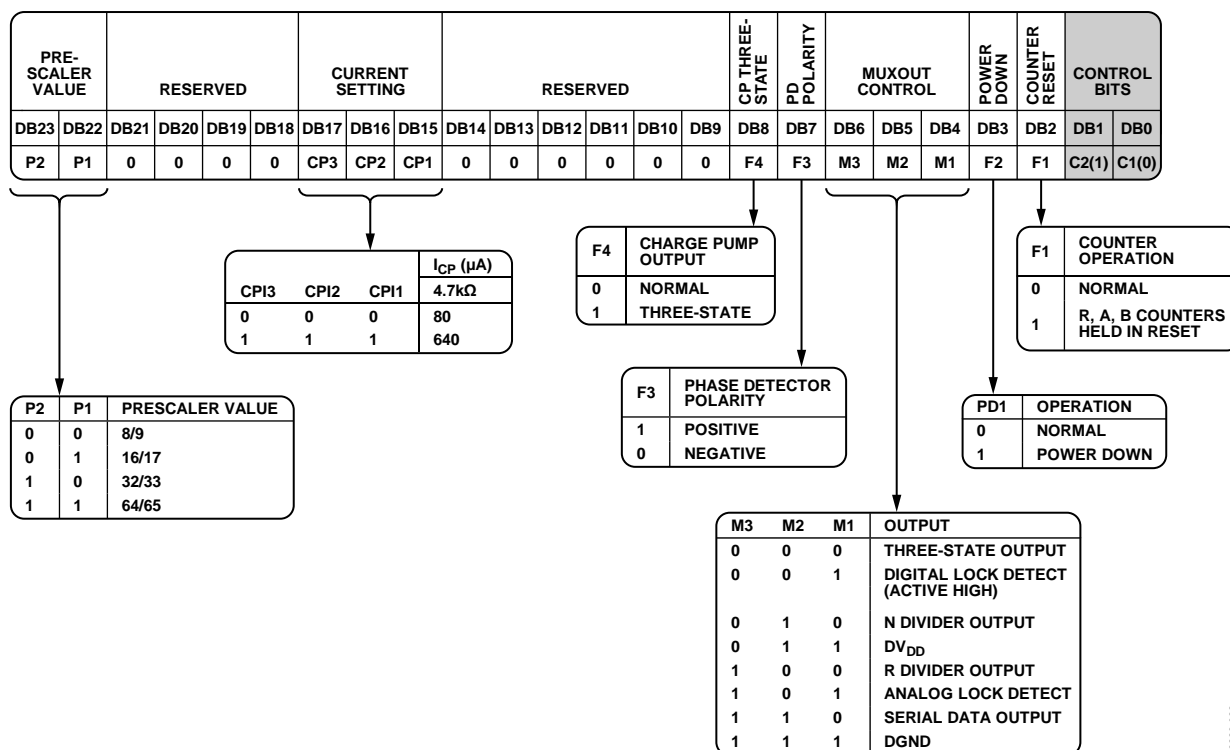 PRE-
SCALER
VALUE
RESERVED
CURRENT
SETTING
RESERVED
CP THREE-
STATE
PD
POLARITY
MUXOUT
CONTROL
POWER
DOWN
COUNTER
RESET
CONTROL
BITS
DB23 DB22 DB21 DB20 DB19 DB18 DB17 DB16 DB15 DB14 DB13 DB12 DB11 DB10 DB9 DB8 DB7 DB6 DB5 DB4 DB3 DB2 DB1 DB0
P2 P1 0 0 0 0 CP3 CP2 CP1 0 0 0 0 0 0 F4 F3 M3 M2 M1 F2 F1 C2(1) C1(0)
I_CP (µA)
CPI3 CPI2 CPI1 4.7kΩ
0 0 0 80
1 1 1 640
F4 CHARGE PUMP
OUTPUT
0 NORMAL
1 THREE-STATE
F1 COUNTER
OPERATION
0 NORMAL
1 R, A, B COUNTERS
HELD IN RESET
F3 PHASE DETECTOR
POLARITY
1 POSITIVE
0 NEGATIVE
PD1 OPERATION
0 NORMAL
1 POWER DOWN
P2 P1 PRESCALER VALUE
0 0 8/9
0 1 16/17
1 0 32/33
1 1 64/65
M3 M2 M1 OUTPUT
0 0 0 THREE-STATE OUTPUT
0 0 1 DIGITAL LOCK DETECT
(ACTIVE HIGH)
0 1 0 N DIVIDER OUTPUT
0 1 1 DV_DD
1 0 0 R DIVIDER OUTPUT
1 0 1 ANALOG LOCK DETECT
1 1 0 SERIAL DATA OUTPUT
1 1 1 DGND